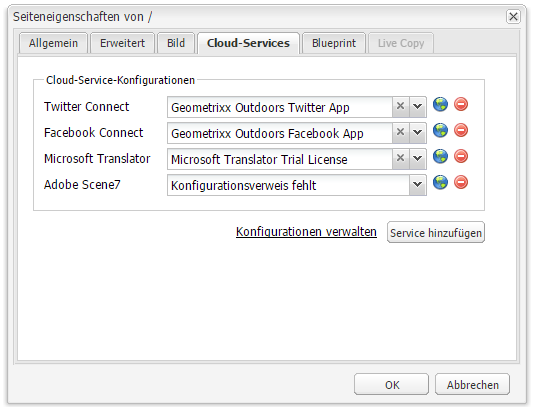 Seiteneigenschaften von /
Allgemein Erweitert Bild Cloud-Services Blueprint Live Copy
Cloud-Service-Konfigurationen
Twitter Connect Geometrixx Outdoors Twitter App
Facebook Connect Geometrixx Outdoors Facebook App
Microsoft Translator Microsoft Translator Trial License
Adobe Scene7 Konfigurationsverweis fehlt
Konfigurationen verwalten Service hinzufügen
OK Abbrechen